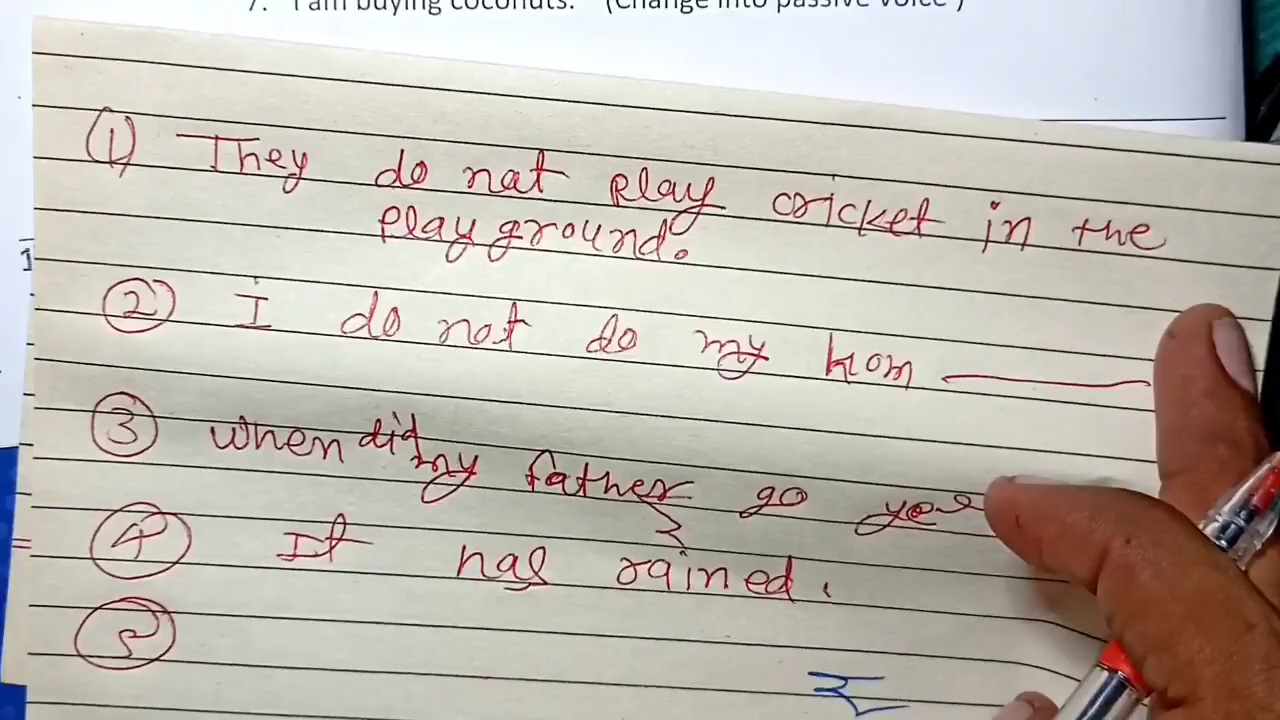 7. I am buying coconuts. (Change into passive voice )
(1) They do nat play cricket in the
play ground.
(2) I do not do my hom
(3) when did my father go
(4) It has rained.
(5)